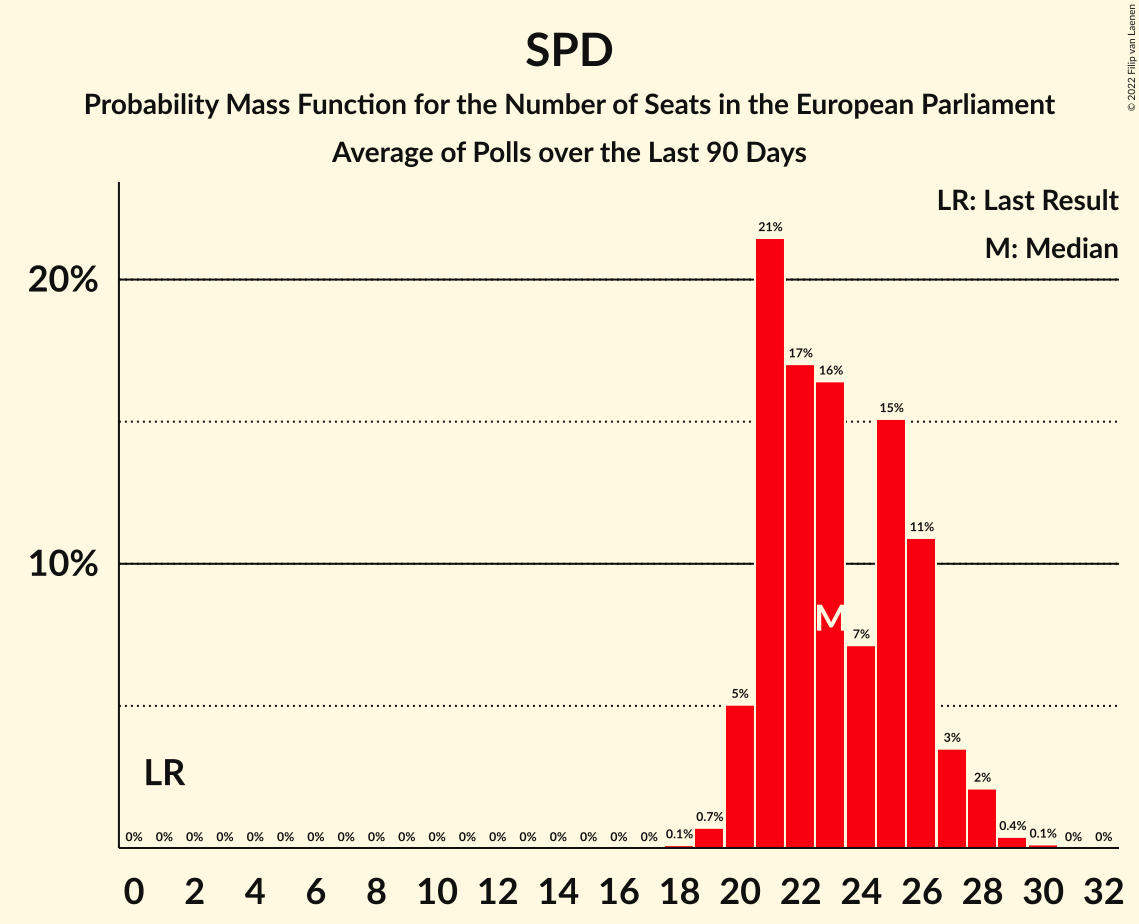 SPD
Probability Mass Function for the Number of Seats in the European Parliament
Average of Polls over the Last 90 Days
© 2022 Filip van Laenen
LR: Last Result
M: Median
20%
10%
21%
17%
16%
15%
11%
M
7%
5%
3%
2%
LR
0% 0% 0% 0% 0% 0% 0% 0% 0% 0% 0% 0% 0% 0% 0% 0% 0% 0% 0.1% 0.7% 0.4% 0.1% 0% 0%
0 2 4 6 8 10 12 14 16 18 20 22 24 26 28 30 32